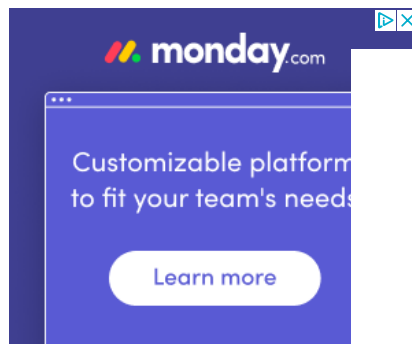 monday.com
Customizable platform
to fit your team's needs
Learn more